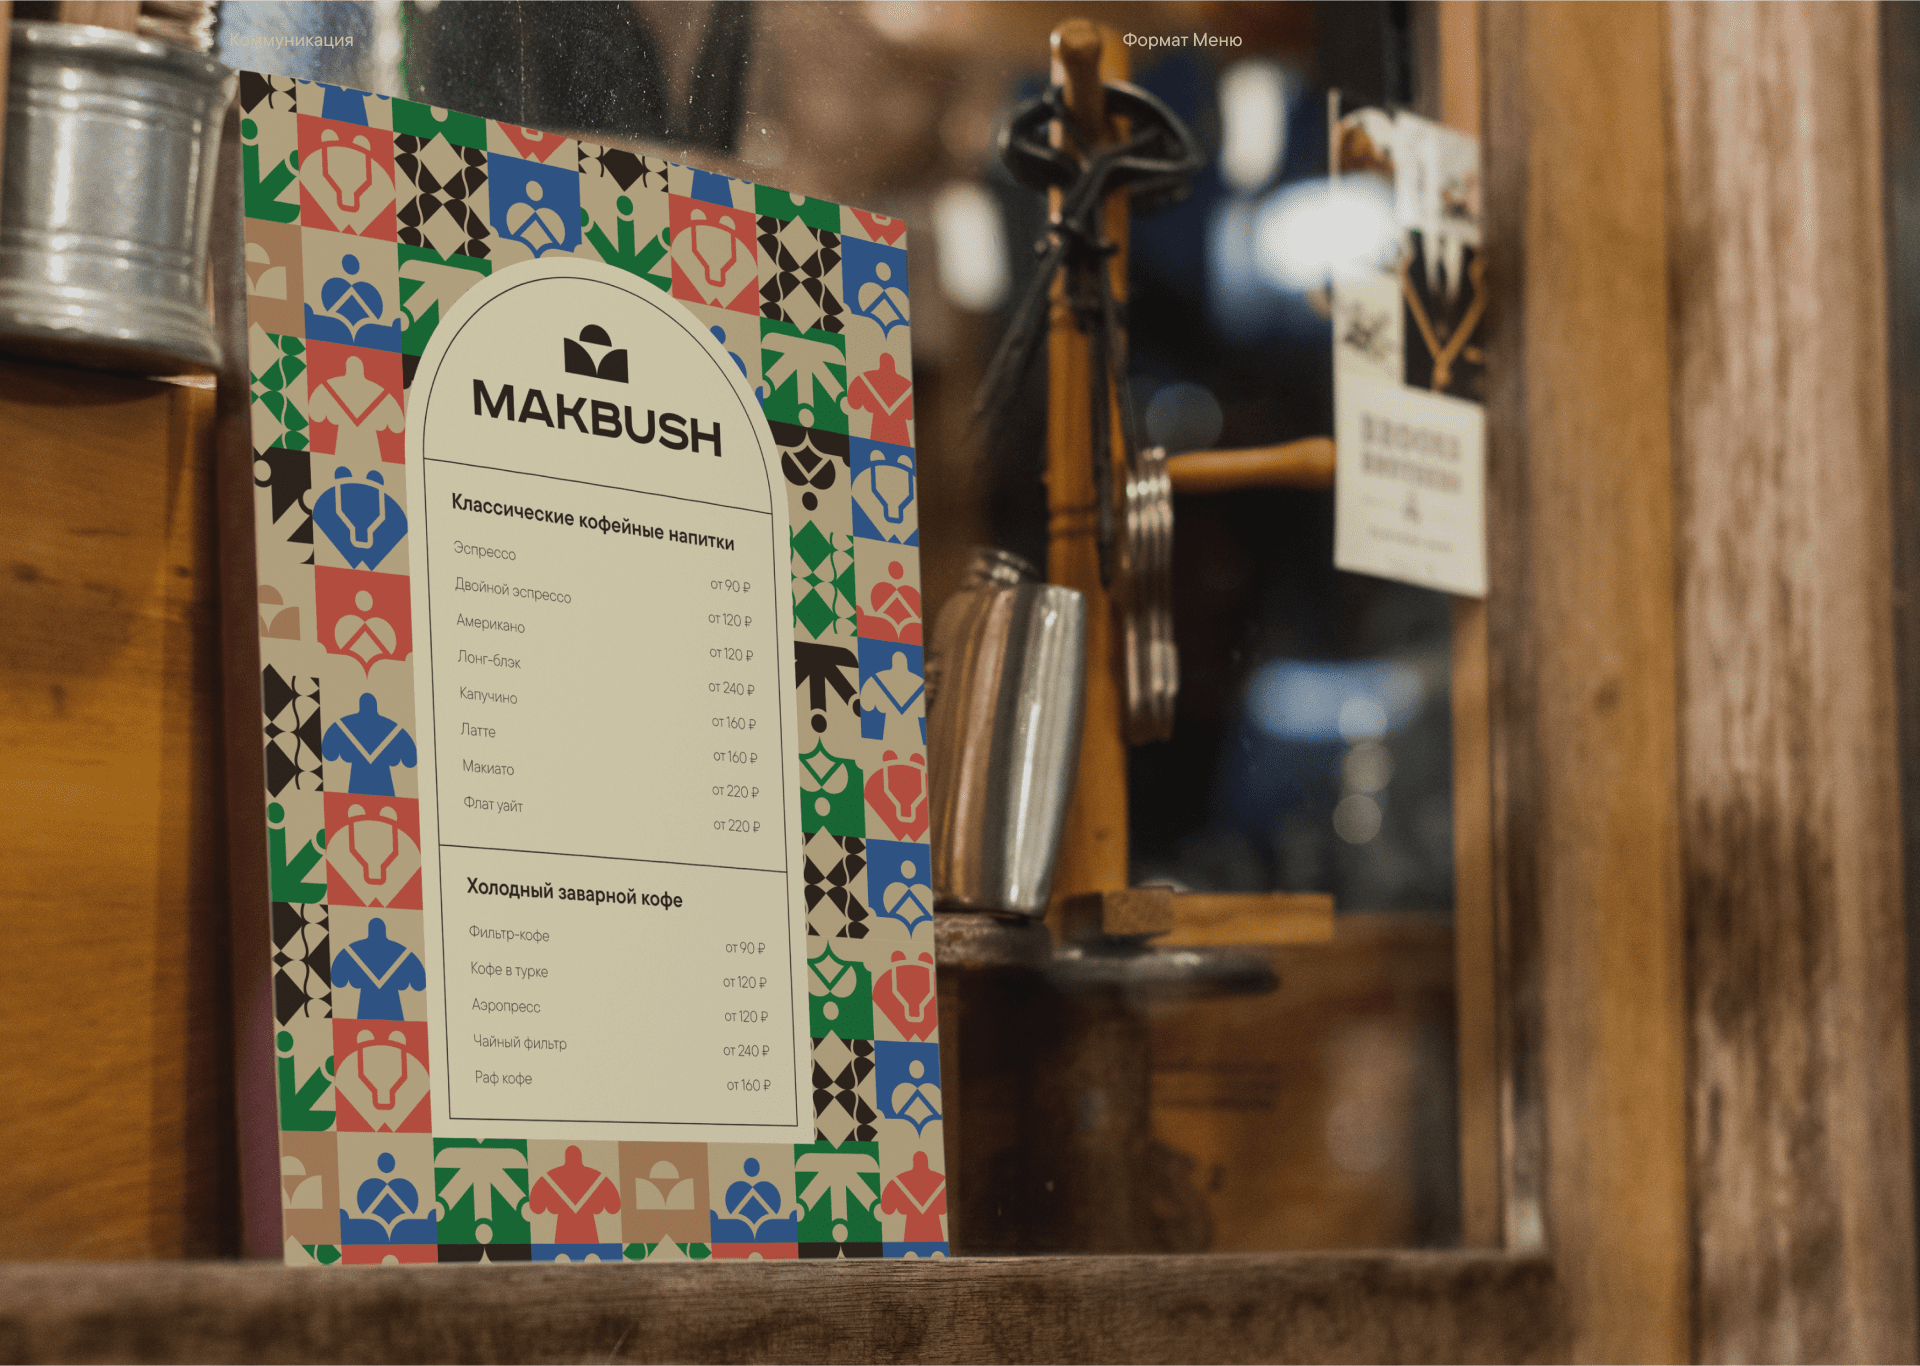 Коммуникация
Формат Меню
MAKBUSH
Классические кофейные напитки
Эспрессо от 90 ₽
Двойной эспрессо от 120 ₽
Американо от 120 ₽
Лонг-блэк от 240 ₽
Капучино от 160 ₽
Латте от 160 ₽
Макиато от 220 ₽
Флат уайт от 220 ₽
Холодный заварной кофе
Фильтр-кофе от 90 ₽
Кофе в турке от 120 ₽
Аэропресс от 120 ₽
Чайный фильтр от 240 ₽
Раф кофе от 160 ₽
BROOKS
BROTHERS